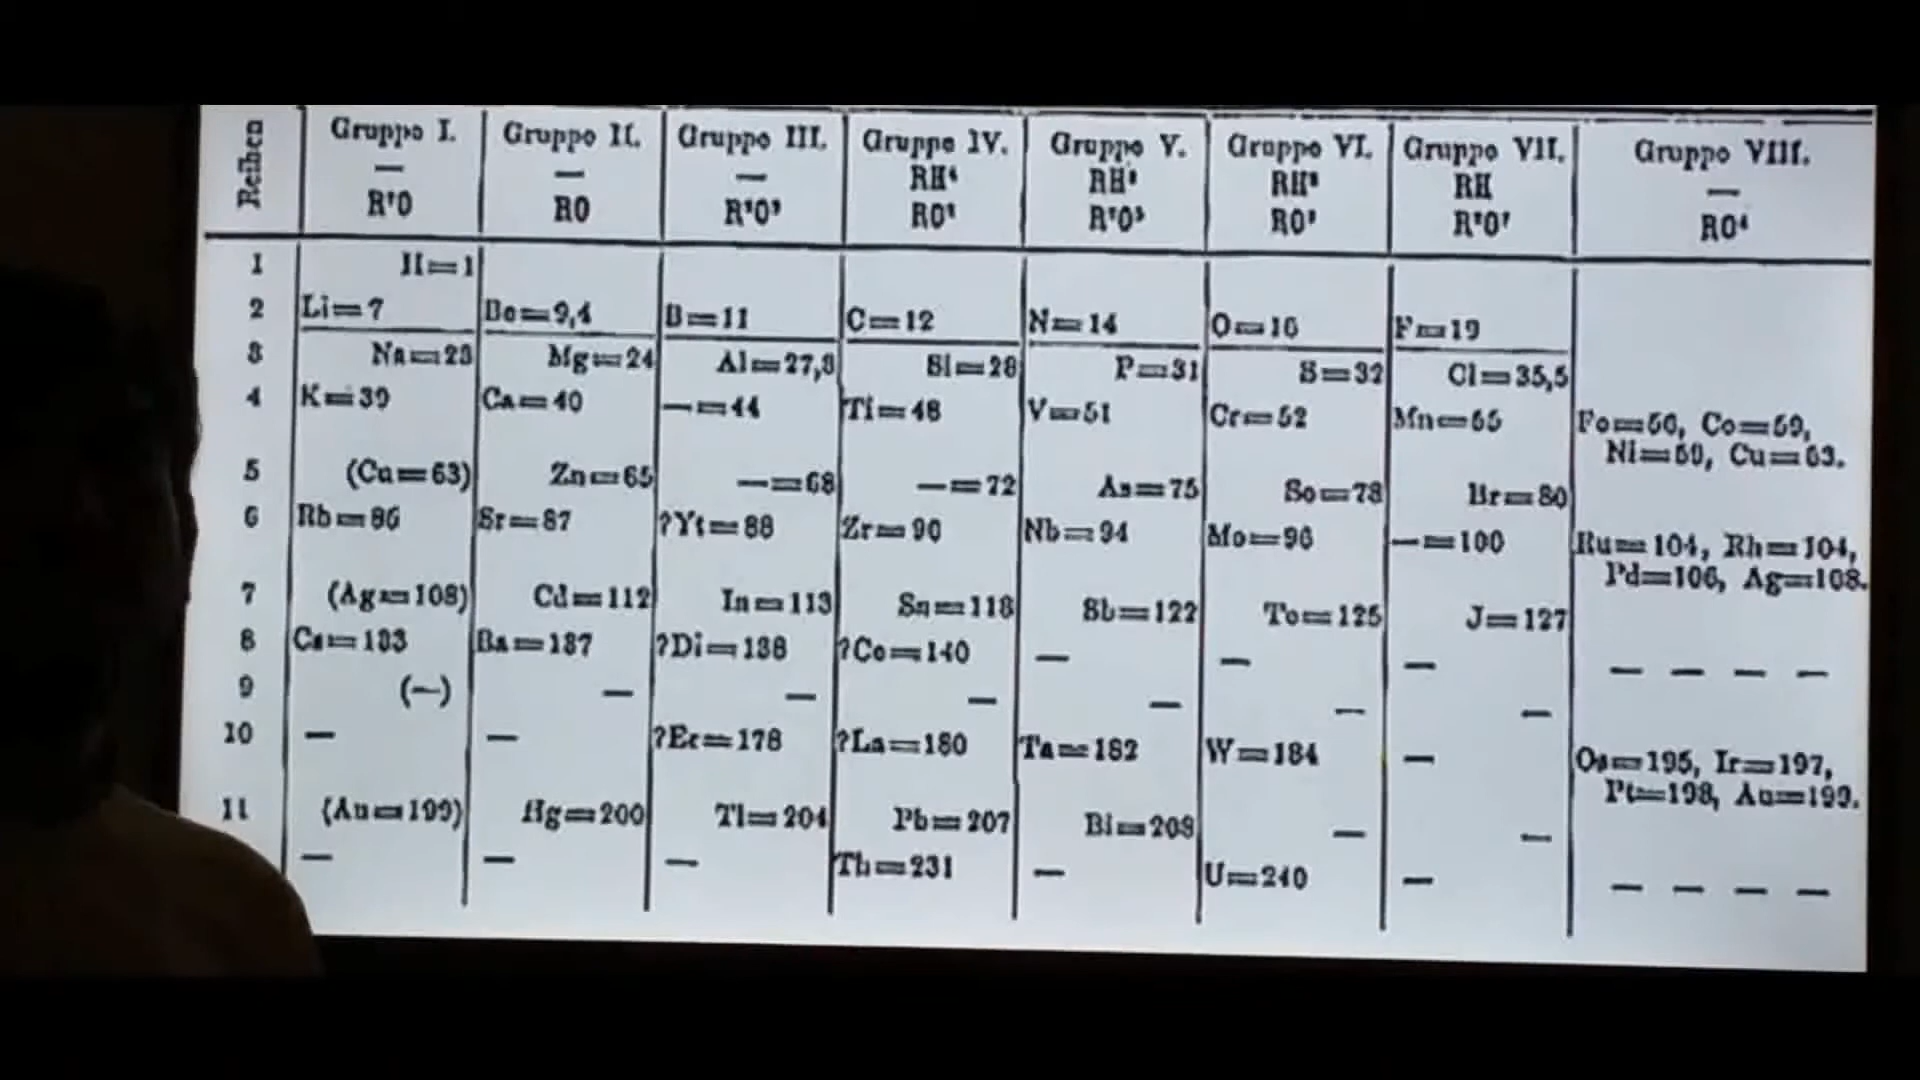 Reihen Gruppo I. Gruppo II. Gruppo III. Gruppe IV. Gruppo V. Gruppo VI. Gruppo VII. Gruppo VIII.
— — — RH⁴ RH³ RH² RH —
R²O RO R²O³ RO² R²O⁵ RO³ R²O⁷ RO⁴
1 H=1
2 Li=7 Be=9,4 B=11 C=12 N=14 O=16 F=19
3 Na=23 Mg=24 Al=27,3 Si=28 P=31 S=32 Cl=35,5
4 K=39 Ca=40 —=44 Ti=48 V=51 Cr=52 Mn=55 Fo=56, Co=59,
Ni=59, Cu=63.
5 (Cu=63) Zn=65 —=68 —=72 As=75 So=78 Br=80
6 Rb=86 Sr=87 ?Yt=88 Zr=90 Nb=94 Mo=96 —=100 Ru=104, Rh=104,
Pd=106, Ag=108.
7 (Ag=108) Cd=112 In=113 Sn=118 Sb=122 To=125 J=127
8 Cs=133 Ba=137 ?Di=138 ?Co=140 — — — — — — —
9 (—) — — — — — —
10 — — ?Er=178 ?La=180 Ta=182 W=184 — Os=195, Ir=197,
Pt=198, Au=199.
11 (Au=199) Hg=200 Tl=204 Pb=207 Bi=208 — —
— — — Th=231 — U=240 — — — — —